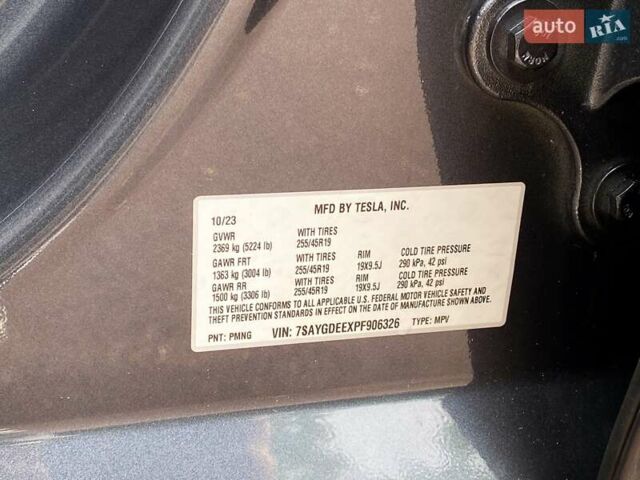 auto RIA
.com
WORK
10/23 MFD BY TESLA, INC.
GVWR WITH TIRES
2369 kg (5224 lb) 255/45R19
GAWR FRT WITH TIRES RIM COLD TIRE PRESSURE
1363 kg (3004 lb) 255/45R19 19X9.5J 290 kPa, 42 psi
GAWR RR WITH TIRES RIM COLD TIRE PRESSURE
1500 kg (3306 lb) 255/45R19 19X9.5J 290 kPa, 42 psi
THIS VEHICLE CONFORMS TO ALL APPLICABLE U.S. FEDERAL MOTOR VEHICLE SAFETY AND
THEFT PREVENTION STANDARDS IN EFFECT ON THE DATE OF MANUFACTURE SHOWN ABOVE.
PNT: PMNG VIN: 7SAYGDEEXPF906326 TYPE: MPV